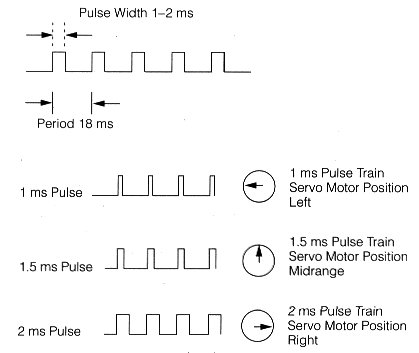 Pulse Width 1–2 ms
Period 18 ms
1 ms Pulse
1 ms Pulse Train
Servo Motor Position
Left
1.5 ms Pulse
1.5 ms Pulse Train
Servo Motor Position
Midrange
2 ms Pulse
2 ms Pulse Train
Servo Motor Position
Right